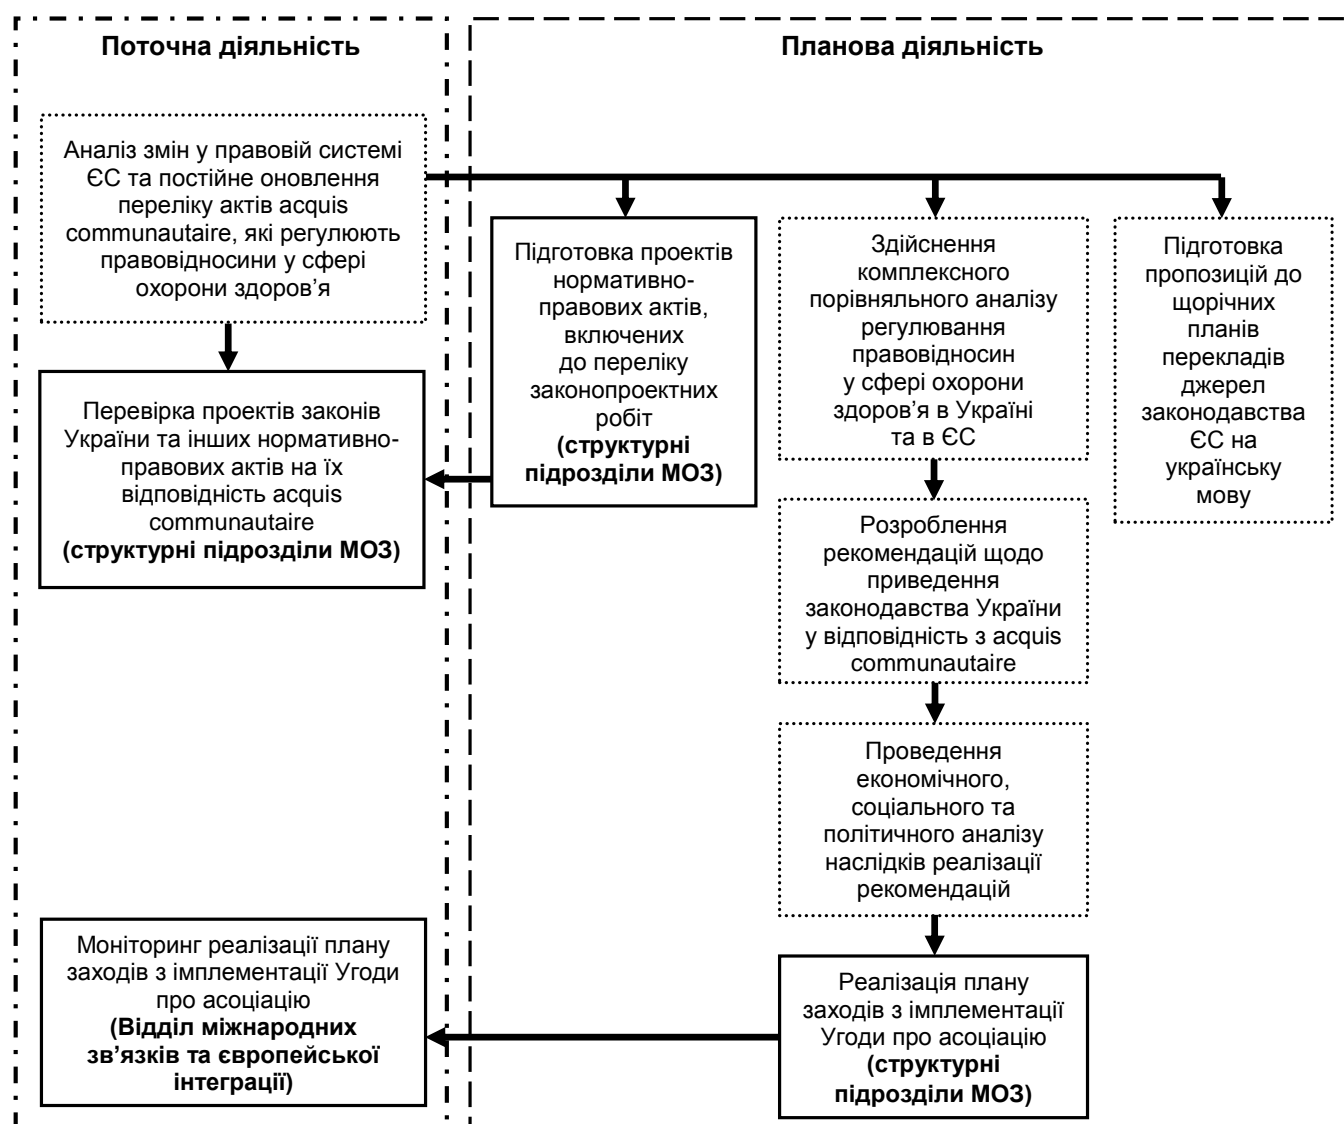 Поточна діяльність
Планова діяльність
Аналіз змін у правовій системі
ЄС та постійне оновлення
переліку актів acquis
communautaire, які регулюють
правовідносини у сфері
охорони здоров’я
Перевірка проектів законів
України та інших нормативно-
правових актів на їх
відповідність acquis
communautaire
(структурні підрозділи МОЗ)
Підготовка проектів
нормативно-
правових актів,
включених
до переліку
законопроектних
робіт
(структурні
підрозділи МОЗ)
Здійснення
комплексного
порівняльного аналізу
регулювання
правовідносин
у сфері охорони
здоров’я в Україні
та в ЄС
Підготовка
пропозицій до
щорічних
планів
перекладів
джерел
законодавства
ЄС на
українську
мову
Розроблення
рекомендацій щодо
приведення
законодавства України
у відповідність з acquis
communautaire
Проведення
економічного,
соціального та
політичного аналізу
наслідків реалізації
рекомендацій
Моніторинг реалізації плану
заходів з імплементації Угоди
про асоціацію
(Відділ міжнародних
зв’язків та європейської
інтеграції)
Реалізація плану
заходів з імплементації
Угоди про асоціацію
(структурні
підрозділи МОЗ)